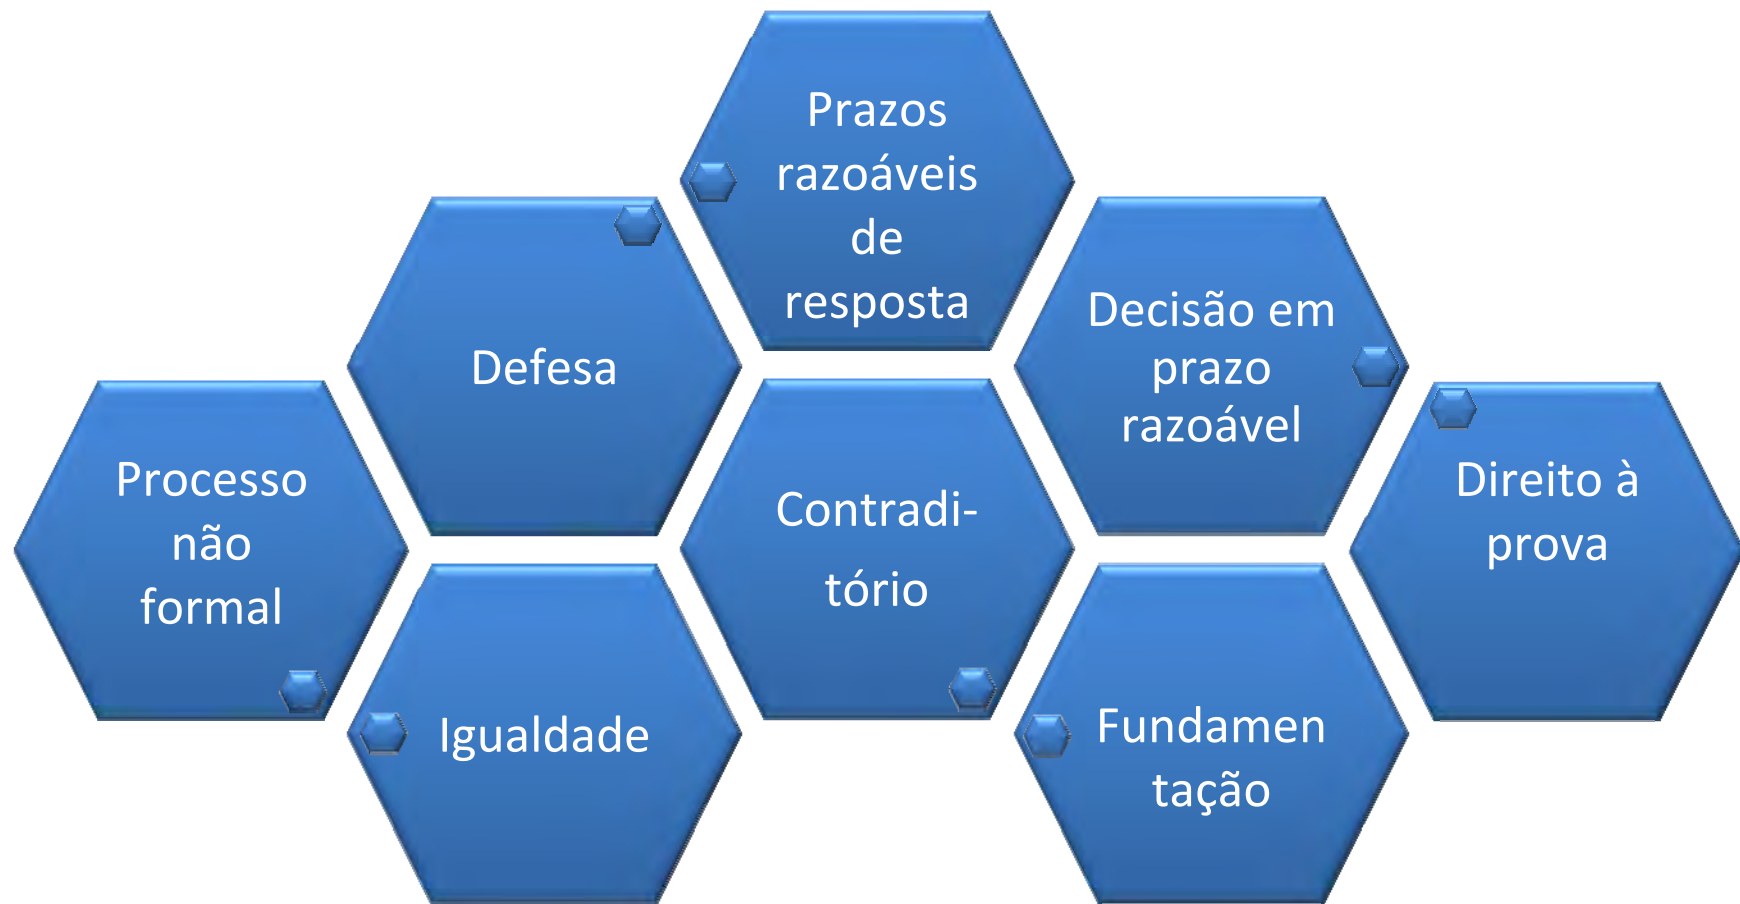 Prazos
razoáveis
de
resposta
Defesa
Decisão em
prazo
razoável
Processo
não
formal
Contradi-
tório
Direito à
prova
Igualdade
Fundamen
tação